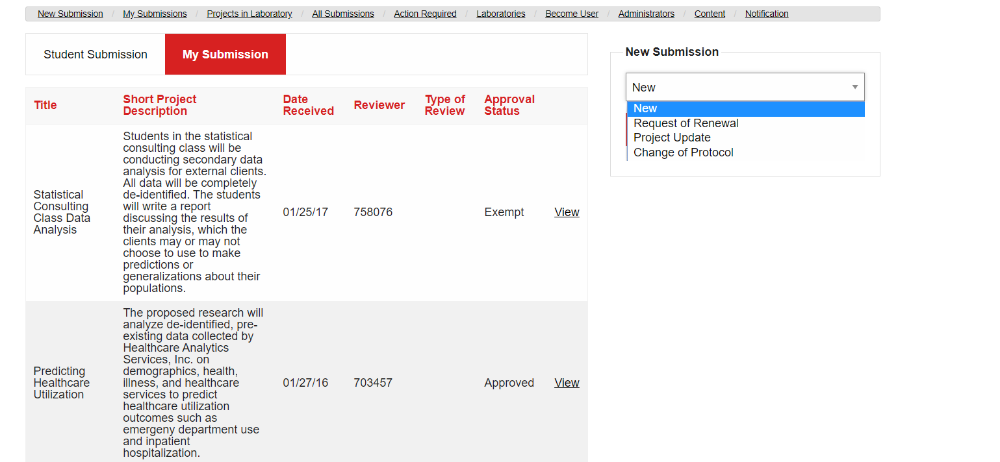 New Submission / My Submissions / Projects in Laboratory / All Submissions / Action Required / Laboratories / Become User / Administrators / Content / Notification
Student Submission My Submission
New Submission
New
New
Request of Renewal
Project Update
Change of Protocol
Title Short Project Description Date Received Reviewer Type of Review Approval Status
Statistical
Consulting
Class Data
Analysis
Students in the statistical
consulting class will be
conducting secondary data
analysis for external clients.
All data will be completely
de-identified. The students
will write a report
discussing the results of
their analysis, which the
clients may or may not
choose to use to make
predictions or
generalizations about their
populations.
01/25/17 758076 Exempt View
Predicting
Healthcare
Utilization
The proposed research will
analyze de-identified, pre-
existing data collected by
Healthcare Analytics
Services, Inc. on
demographics, health,
illness, and healthcare
services to predict
healthcare utilization
outcomes such as
emergeny department use
and inpatient
hospitalization.
01/27/16 703457 Approved View